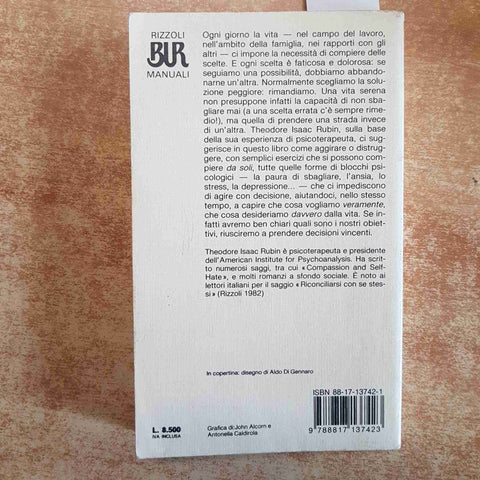 RIZZOLI
BUR
MANUALI
Ogni giorno la vita — nel campo del lavoro,
nell'ambito della famiglia, nei rapporti con gli
altri — ci impone la necessità di compiere delle
scelte. E ogni scelta è faticosa e dolorosa: se
seguiamo una possibilità, dobbiamo abbando-
narne un'altra. Normalmente scegliamo la solu-
zione peggiore: rimandiamo. Una vita serena
non presuppone infatti la capacità di non sba-
gliare mai (a una scelta errata c'è sempre rime-
dio!), ma quella di prendere una strada invece
di un'altra. Theodore Isaac Rubin, sulla base
della sua esperienza di psicoterapeuta, ci sug-
gerisce in questo libro come aggirare o distrug-
gere, con semplici esercizi che si possono com-
piere da soli, tutte quelle forme di blocchi psi-
cologici — la paura di sbagliare, l'ansia, lo
stress, la depressione... — che ci impediscono
di agire con decisione, aiutandoci, nello stesso
tempo, a capire che cosa vogliamo veramente,
che cosa desideriamo davvero dalla vita. Se in-
fatti avremo ben chiari quali sono i nostri obiet-
tivi, riusciremo a prendere decisioni vincenti.
Theodore Isaac Rubin è psicoterapeuta e presidente
dell'American Institute for Psychoanalysis. Ha scrit-
to numerosi saggi, tra cui «Compassion and Self-
Hate», e molti romanzi a sfondo sociale. È noto ai
lettori italiani per il saggio «Riconciliarsi con se stes-
si» (Rizzoli 1982)
In copertina: disegno di Aldo Di Gennaro
ISBN 88-17-13742-1
L. 8.500
IVA INCLUSA
Grafica di:John Alcorn e
Antonella Caldirola
9 788817 137423